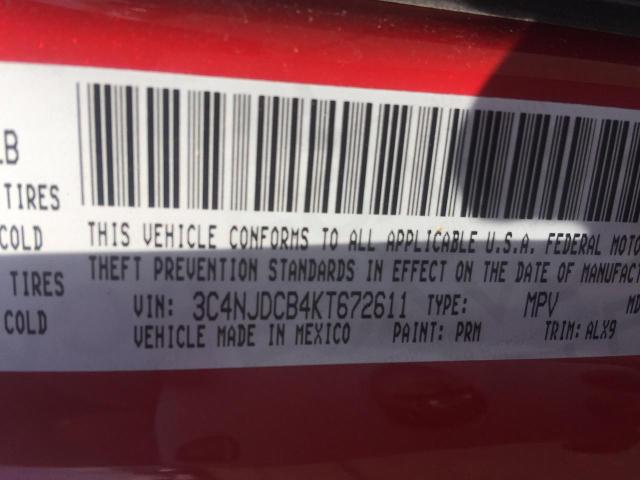 LB
TIRES
COLD
TIRES
COLD
THIS VEHICLE CONFORMS TO ALL APPLICABLE U.S.A. FEDERAL MOTO
THEFT PREVENTION STANDARDS IN EFFECT ON THE DATE OF MANUFACT
VIN: 3C4NJDCB4KT672611 TYPE: MPV MD
VEHICLE MADE IN MEXICO PAINT: PRM TRIM: ALX9